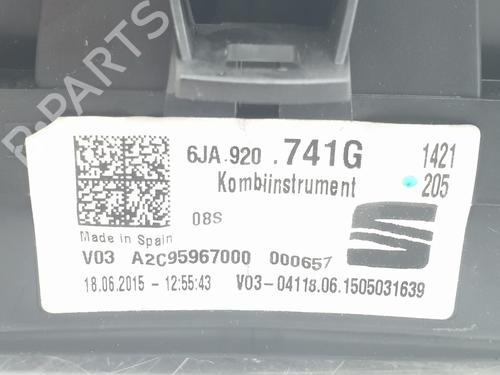 B-PARTS
6JA.920 .741G 1421
Kombiinstrument 205
08S
Made in Spain
V03 A2C95967000 000657
18.06.2015 - 12:55:43 V03-04118.06.1505031639